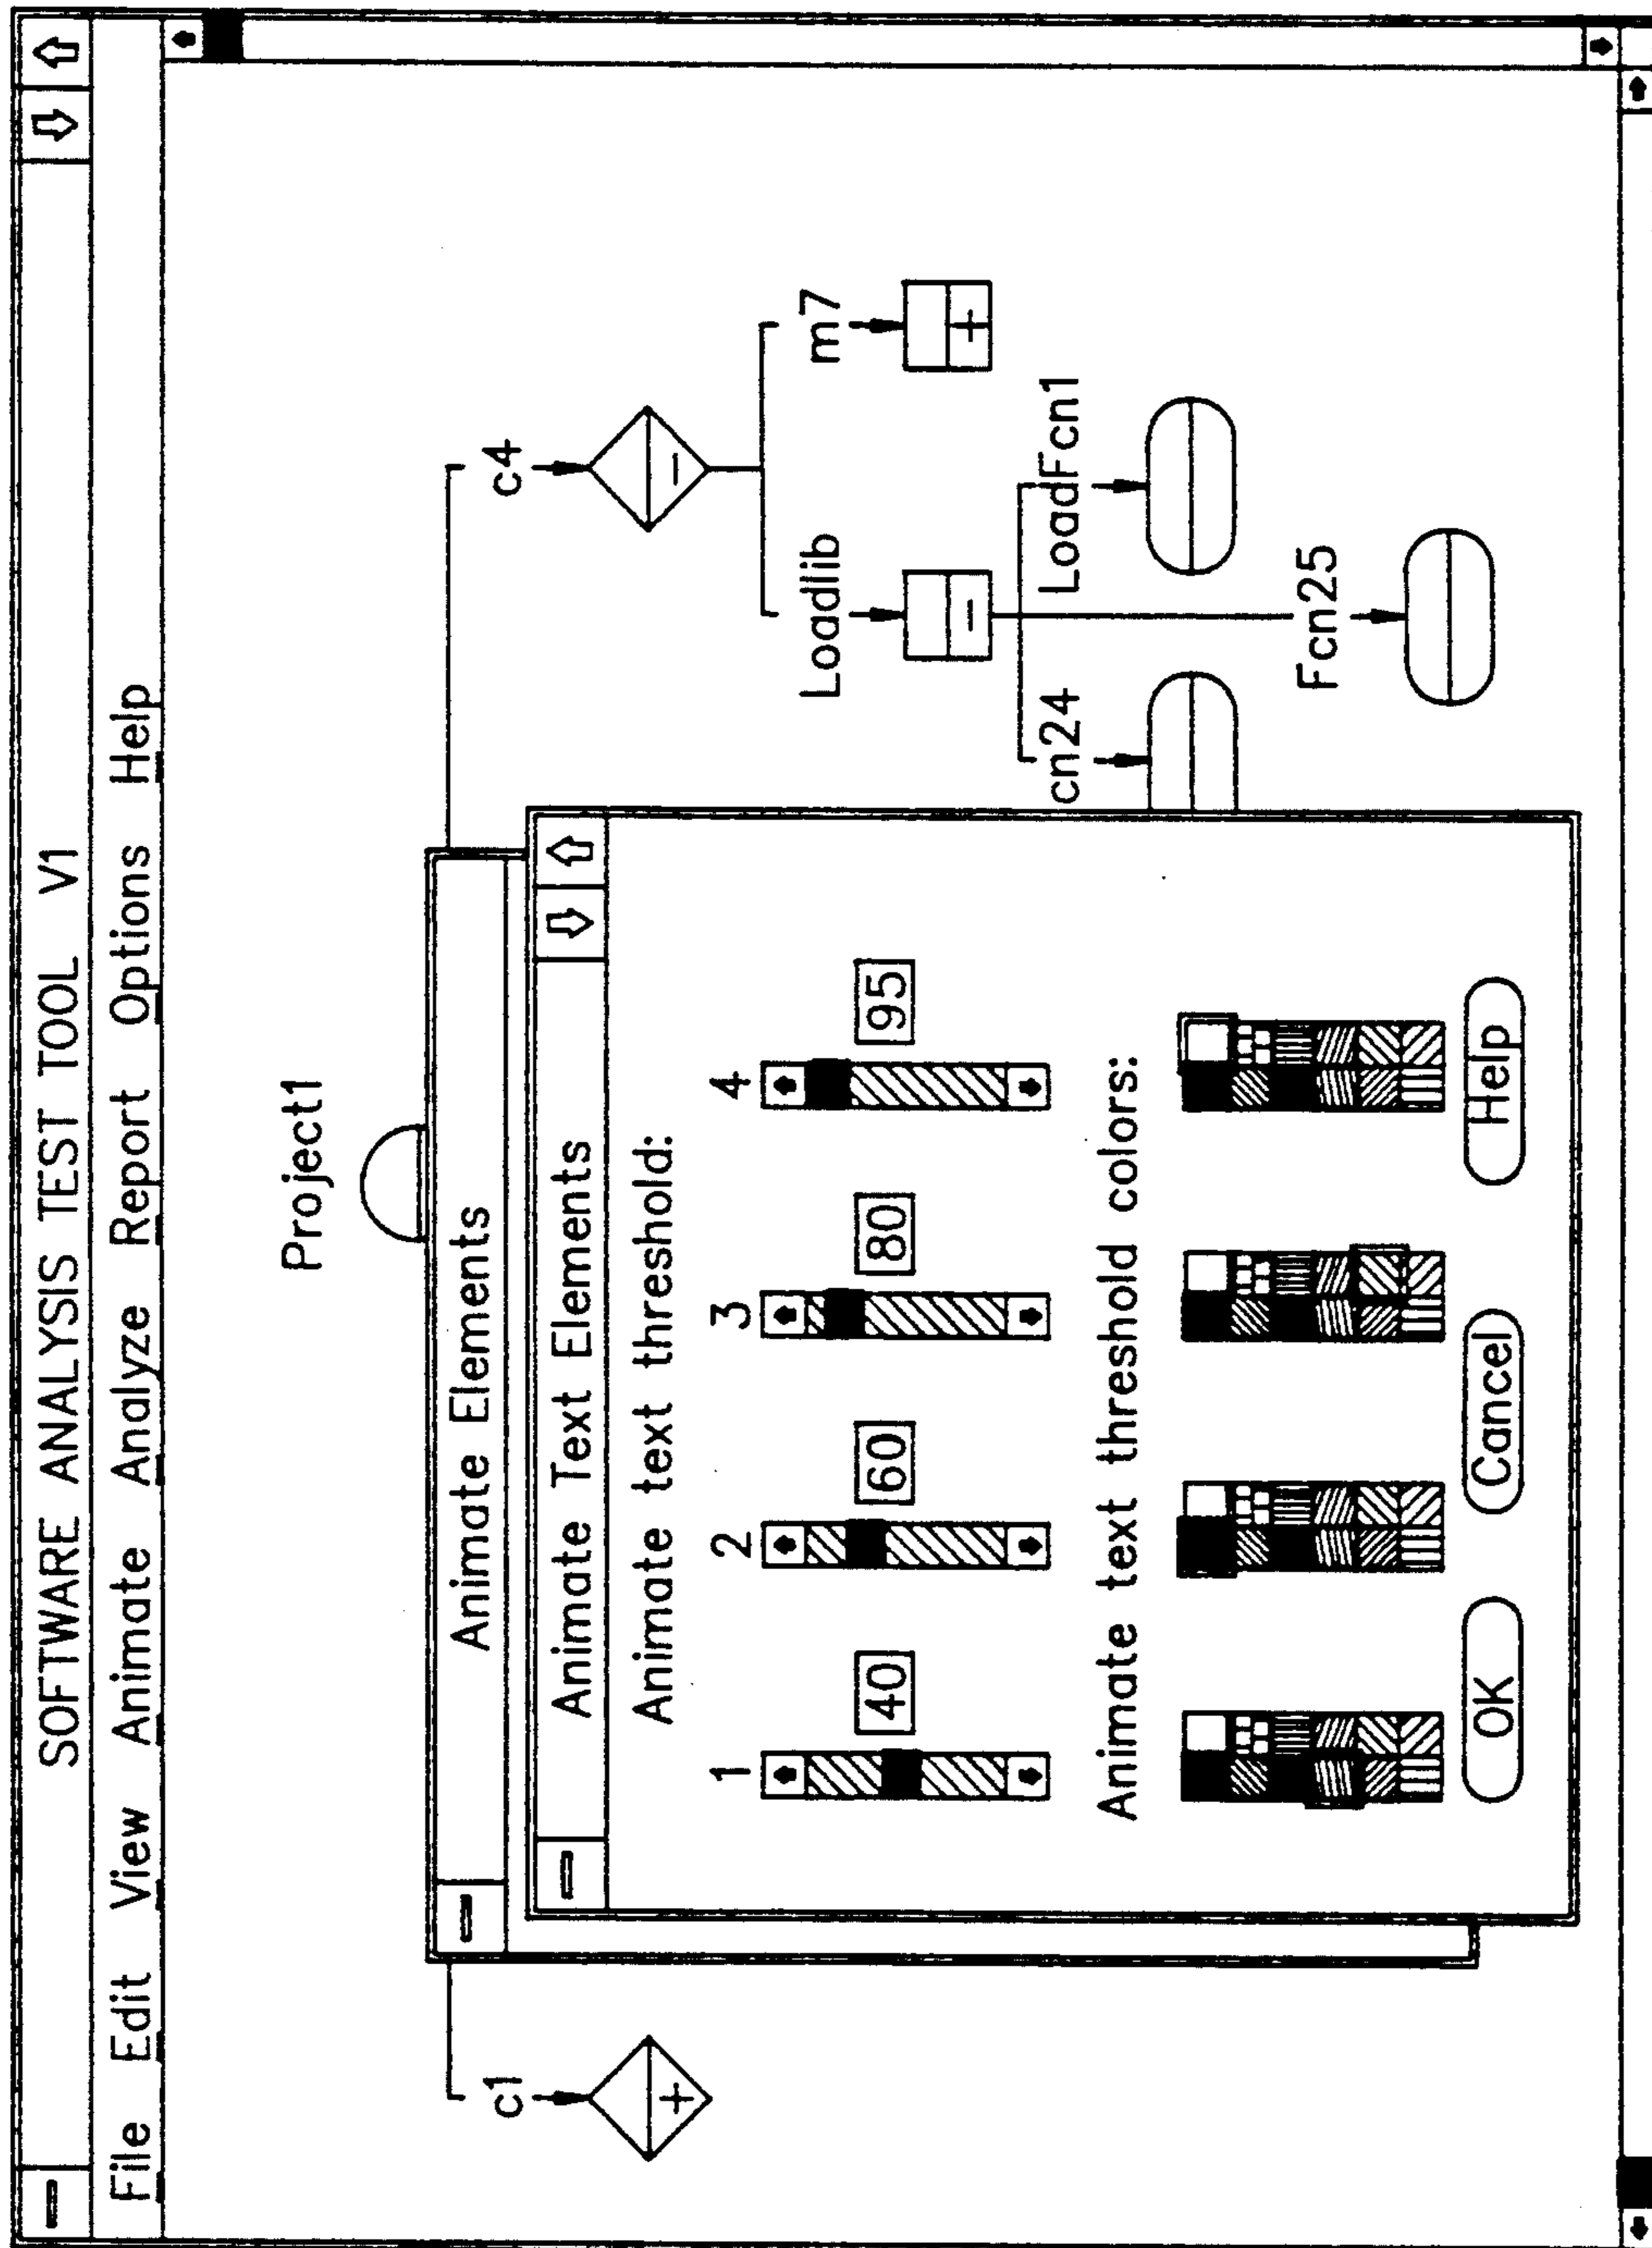 SOFTWARE ANALYSIS TEST TOOL V1
File Edit View Animate Analyze Report Options Help
Project1
Animate Elements
c1
c4
Animate Text Elements
Animate text threshold:
1 2 3 4
40 60 80 95
Loadlib m7
cn24 LoadFcn1
Animate text threshold colors:
Fcn25
OK Cancel Help